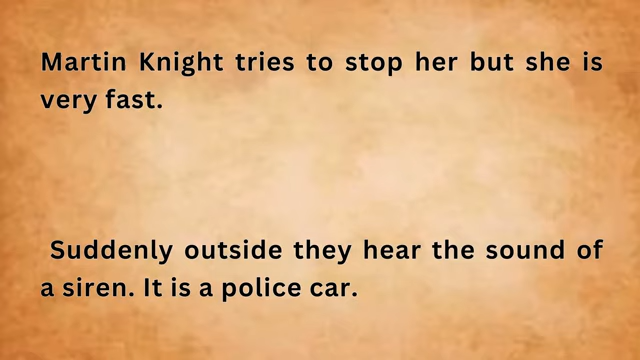 Martin Knight tries to stop her but she is
very fast.
Suddenly outside they hear the sound of
a siren. It is a police car.